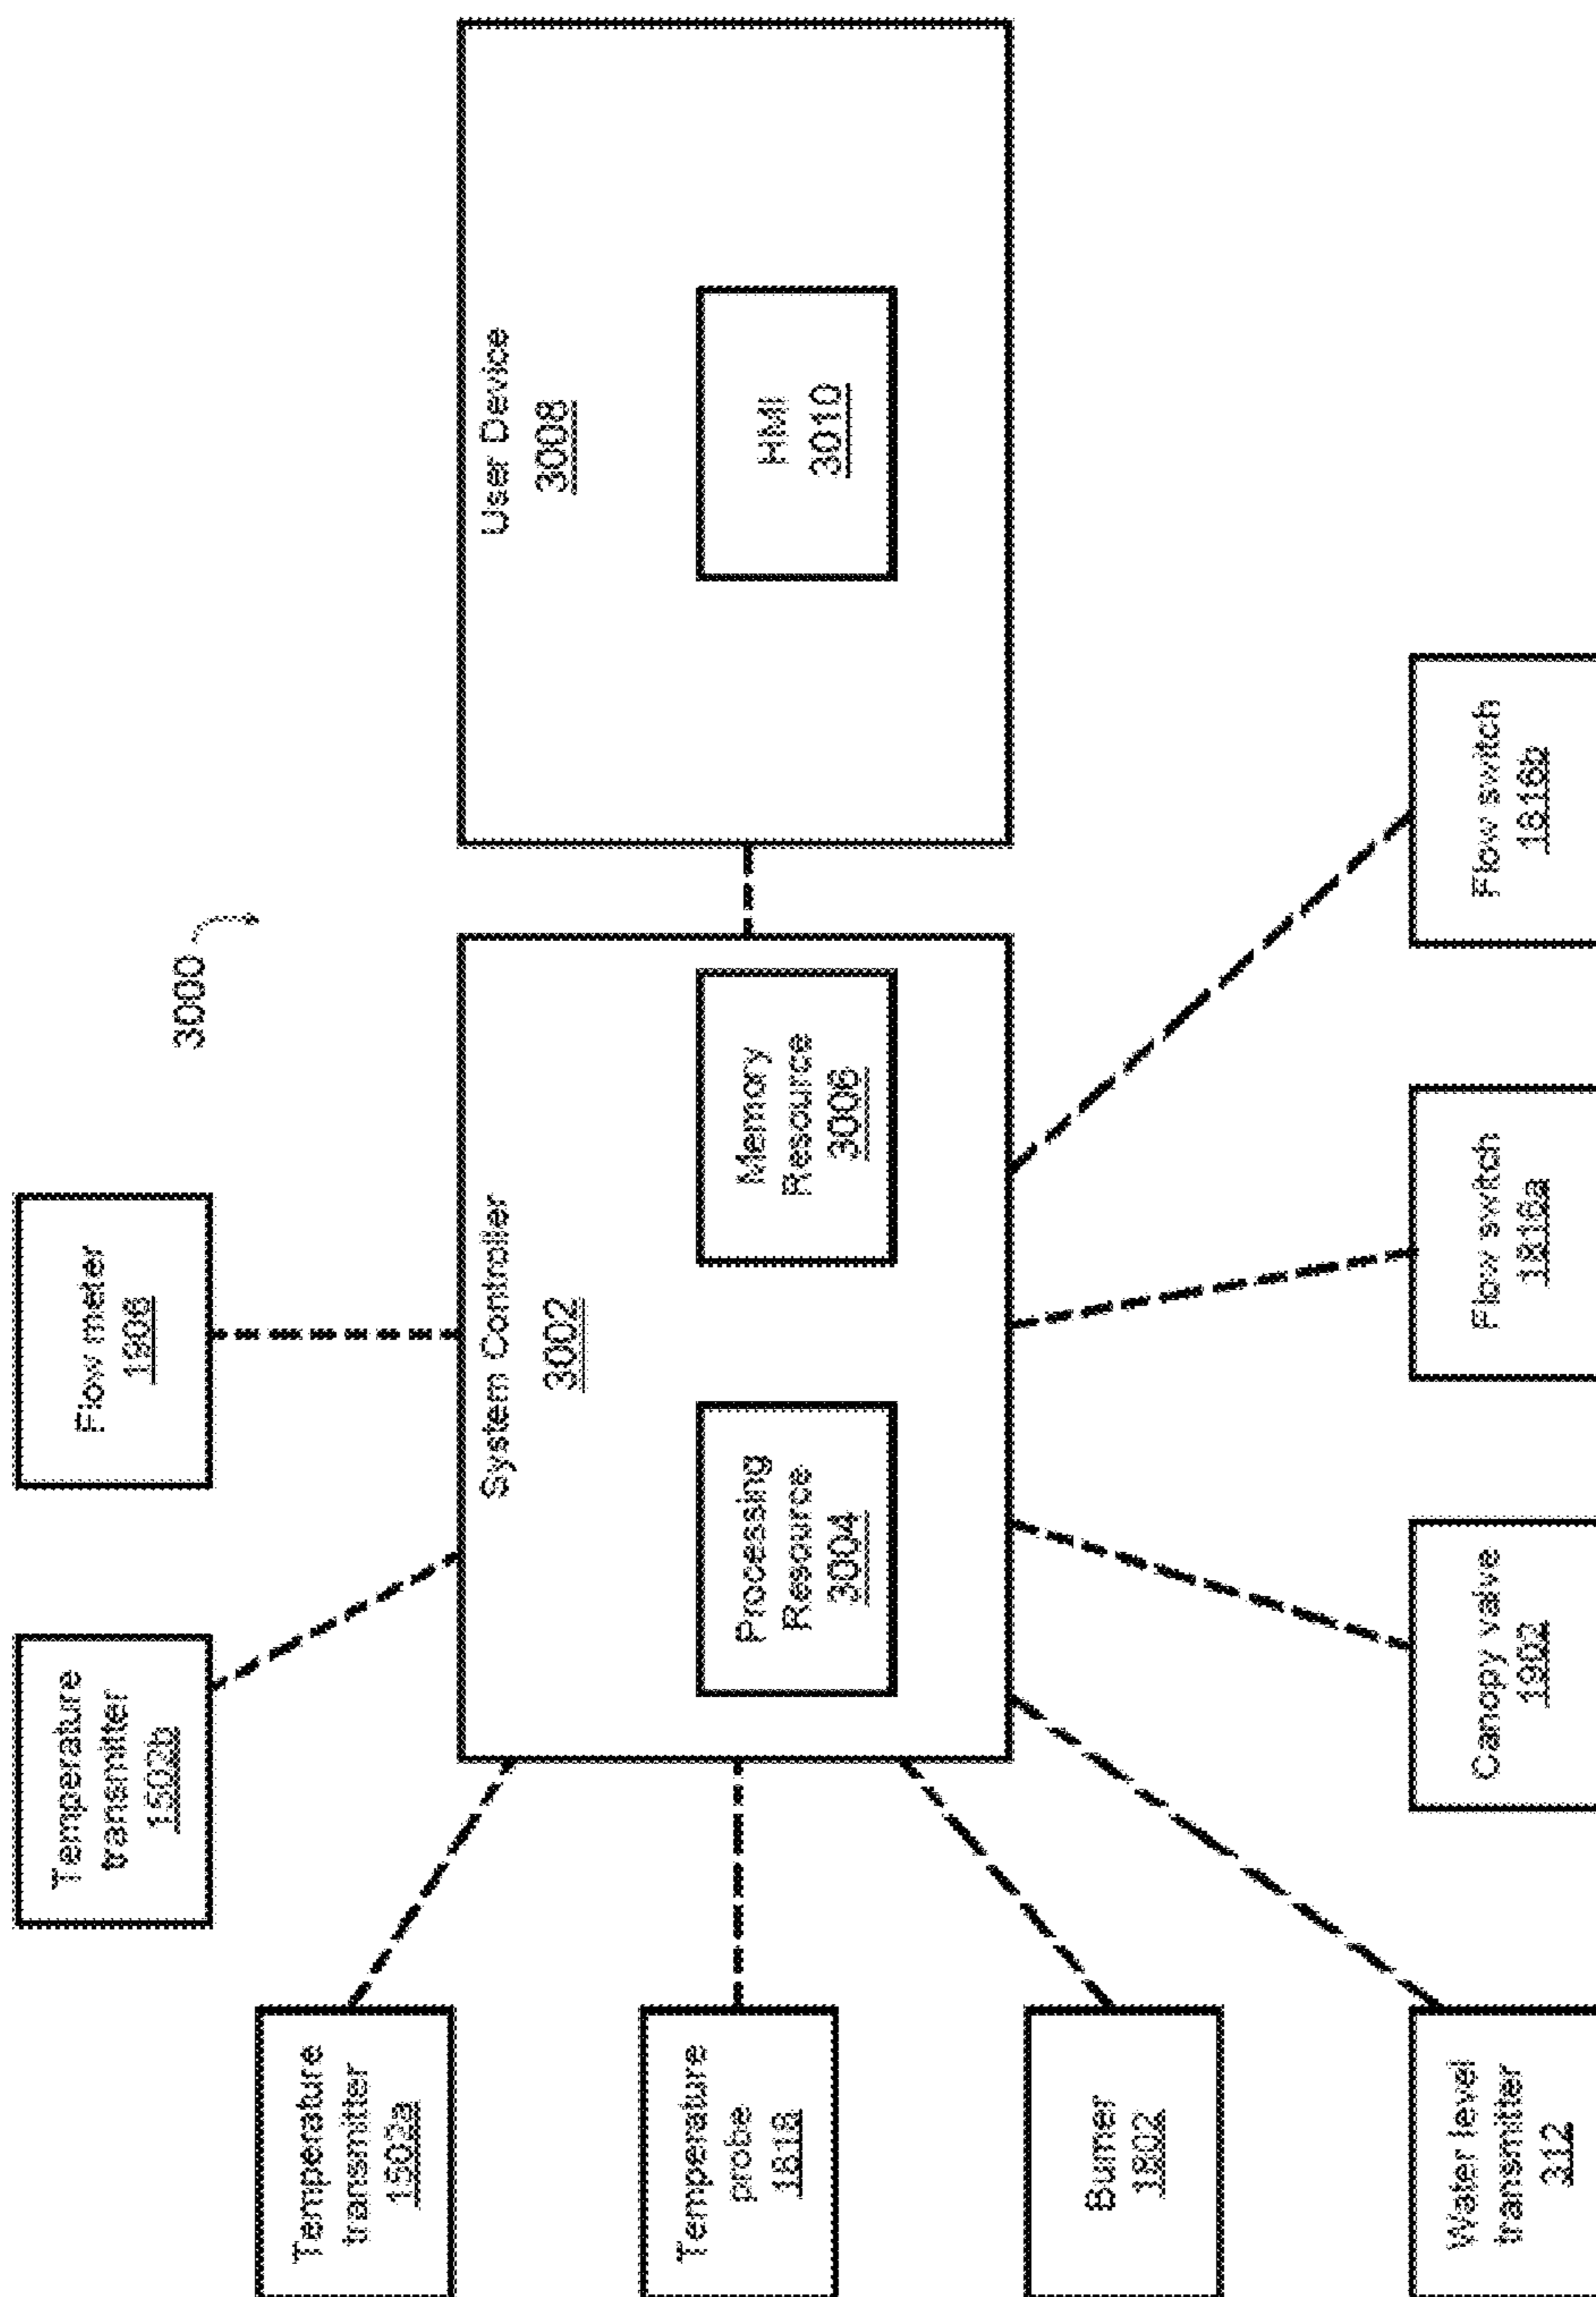 3000
Flow meter
1906
Temperature
transmitter
1502b
Temperature
transmitter
1502a
Temperature
probe
1818
Burner
1802
Water level
transmitter
312
System Controller
3002
Processing
Resource
3004
Memory
Resource
3006
User Device
3008
HMI
3010
Canopy valve
1902
Flow switch
1816a
Flow switch
1816b